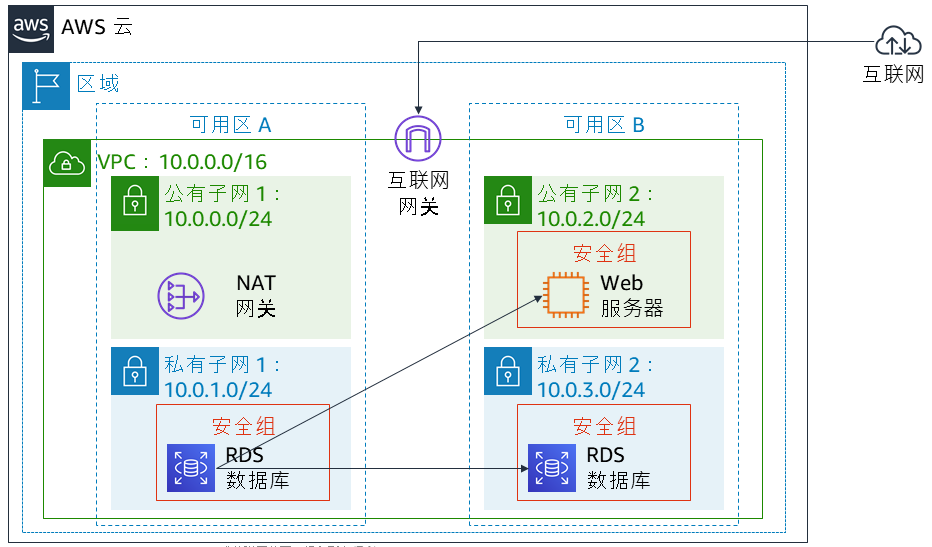 aws
AWS 云
互联网
区域
可用区 A
可用区 B
VPC：10.0.0.0/16
互联网
网关
公有子网 1：
10.0.0.0/24
公有子网 2：
10.0.2.0/24
安全组
NAT
网关
Web
服务器
私有子网 1：
10.0.1.0/24
私有子网 2：
10.0.3.0/24
安全组
RDS
数据库
安全组
RDS
数据库